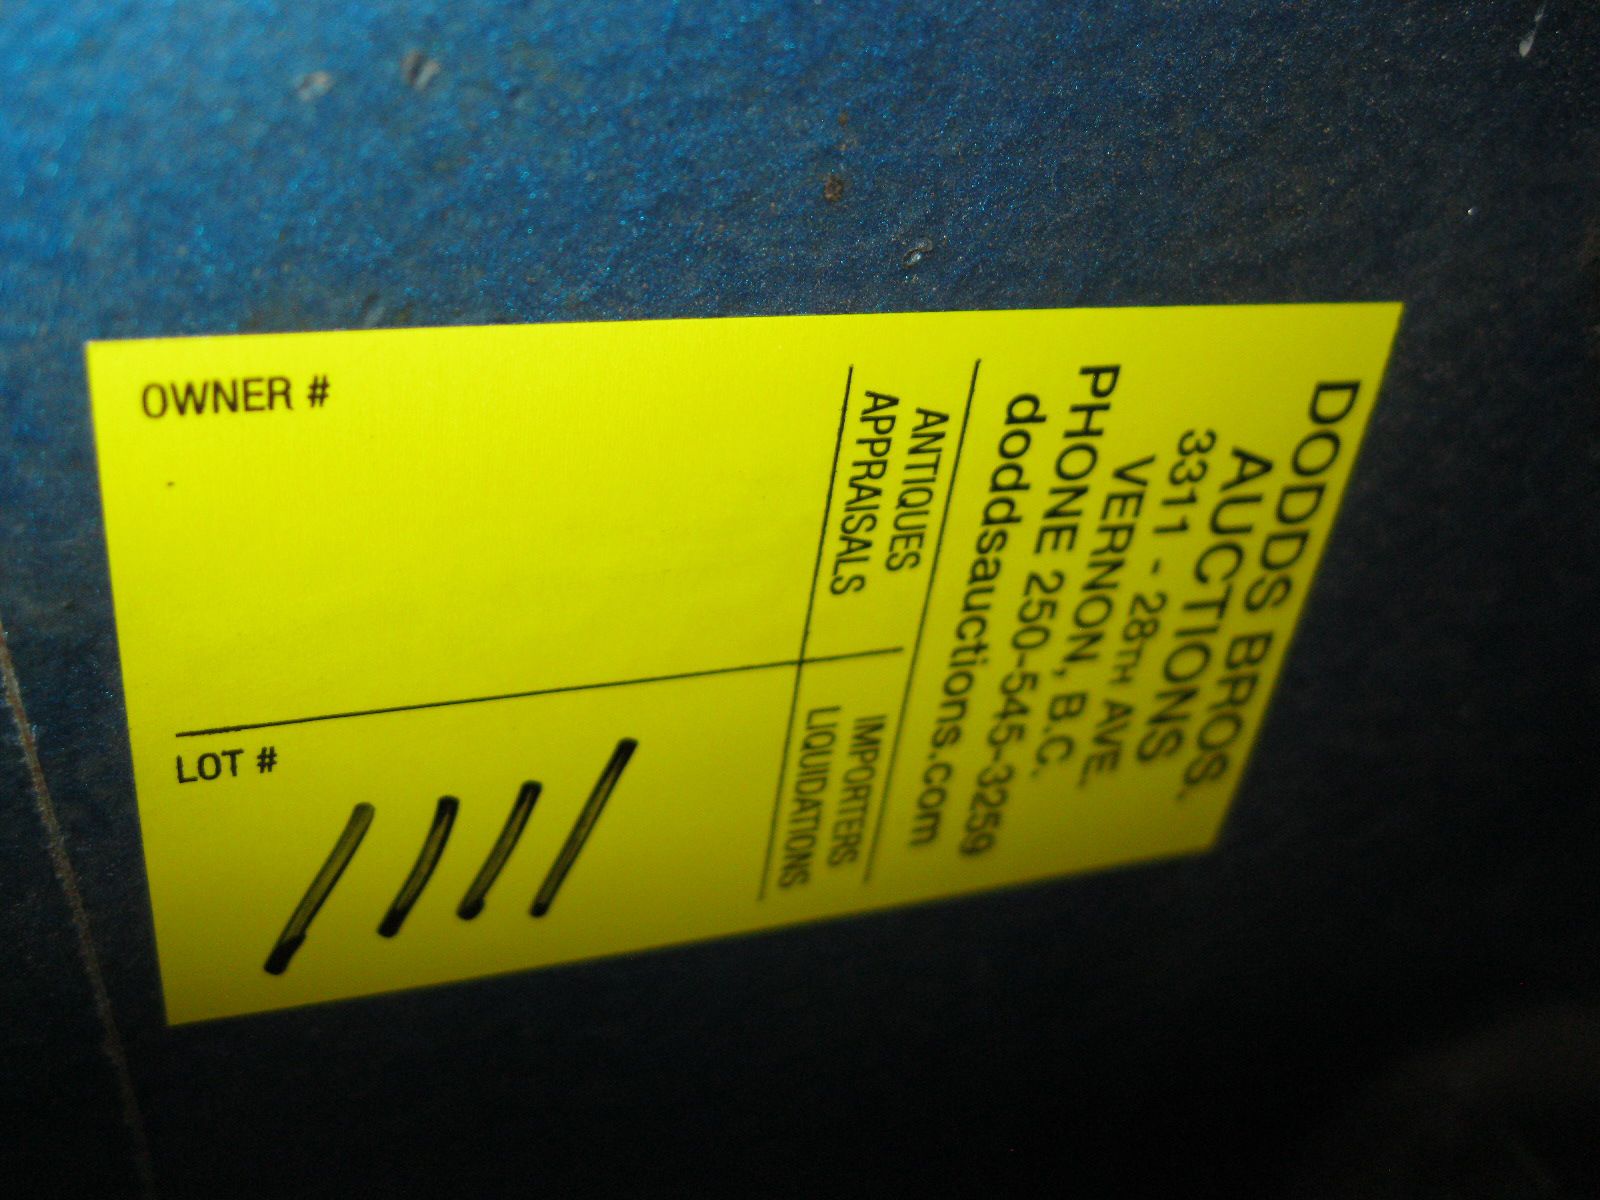 DODDS BROS.
AUCTIONS
3311 - 28TH AVE.
VERNON, B.C.
PHONE 250-545-3259
doddsauctions.com
ANTIQUES
APPRAISALS
IMPORTERS
LIQUIDATIONS
OWNER #
LOT #
1111